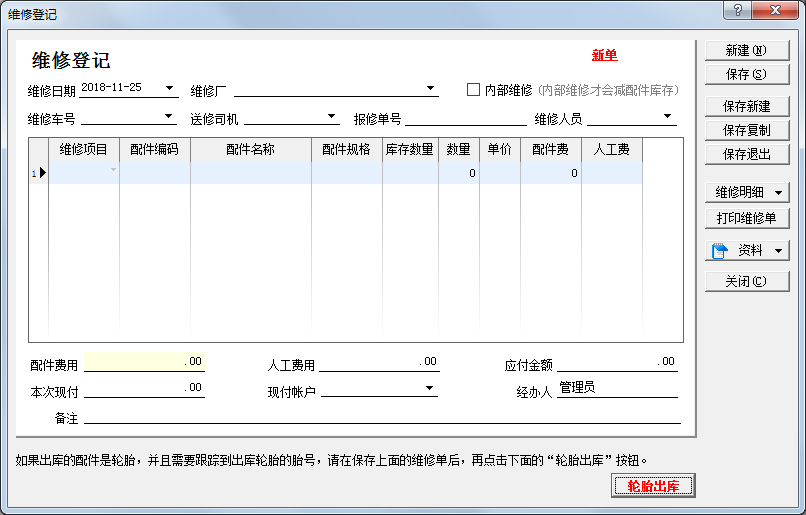 维修登记
维修登记
新单
维修日期 2018-11-25 维修厂 内部维修 (内部维修才会减配件库存)
维修车号 送修司机 报修单号 维修人员
维修项目 配件编码 配件名称 配件规格 库存数量 数量 单价 配件费 人工费
1 0 0
配件费用 .00 人工费用 .00 应付金额 .00
本次现付 .00 现付帐户 经办人 管理员
备注
如果出库的配件是轮胎，并且需要跟踪到出库轮胎的胎号，请在保存上面的维修单后，再点击下面的“轮胎出库”按钮。
轮胎出库
新建(N)
保存(S)
保存新建
保存复制
保存退出
维修明细
打印维修单
资料
关闭(C)